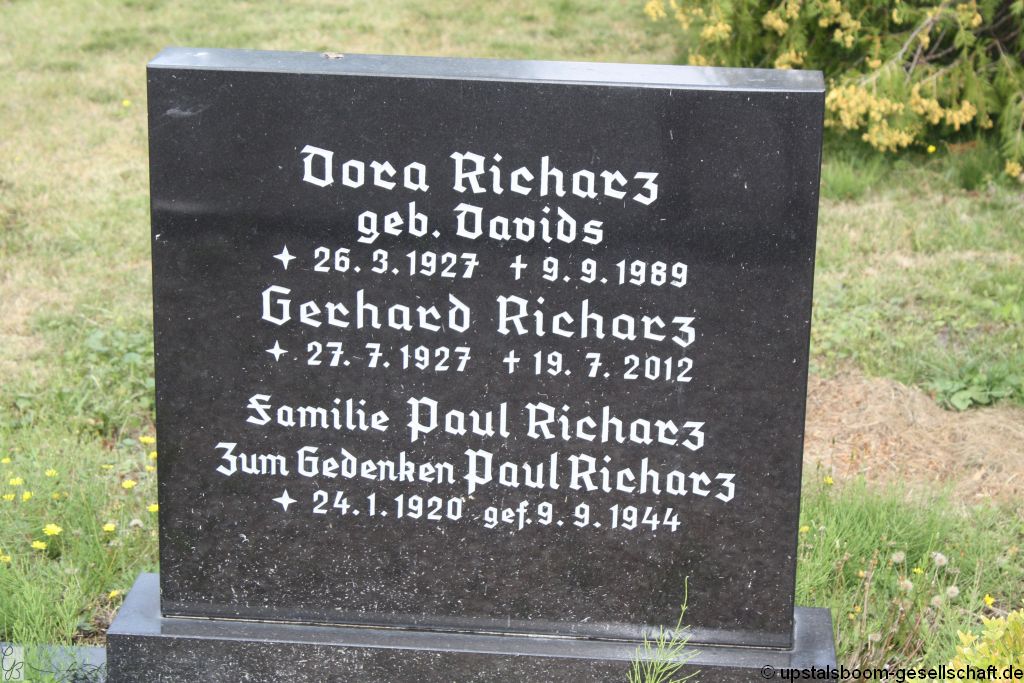 Dora Richarz
geb. Davids
✦ 26.3.1927 † 9.9.1989
Gerhard Richarz
✦ 27.7.1927 † 19.7.2012
Familie Paul Richarz
Zum Gedenken Paul Richarz
✦ 24.1.1920 gef. 9.9.1944
© upstalsboom-gesellschaft.de